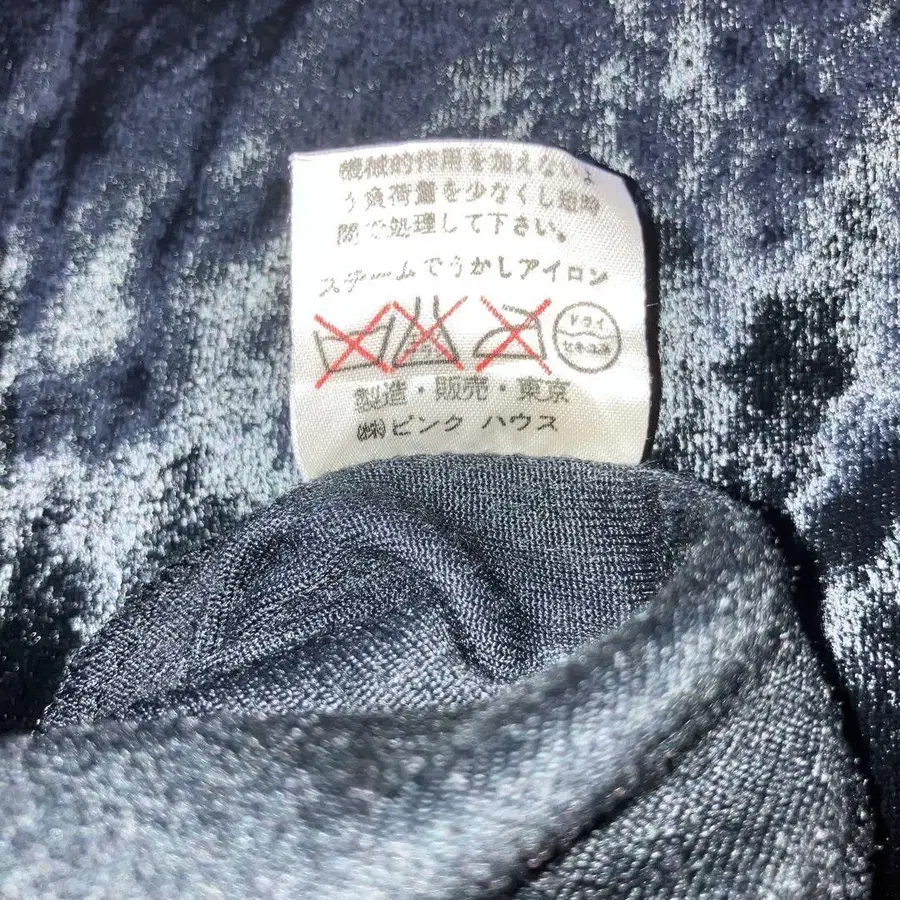 機械的作用を加えないよ
う負荷量を少なくし短時
間で処理して下さい。
スチームでうかしアイロン
ドライ
セキユ系
製造・販売・東京
㈱ピンク ハウス